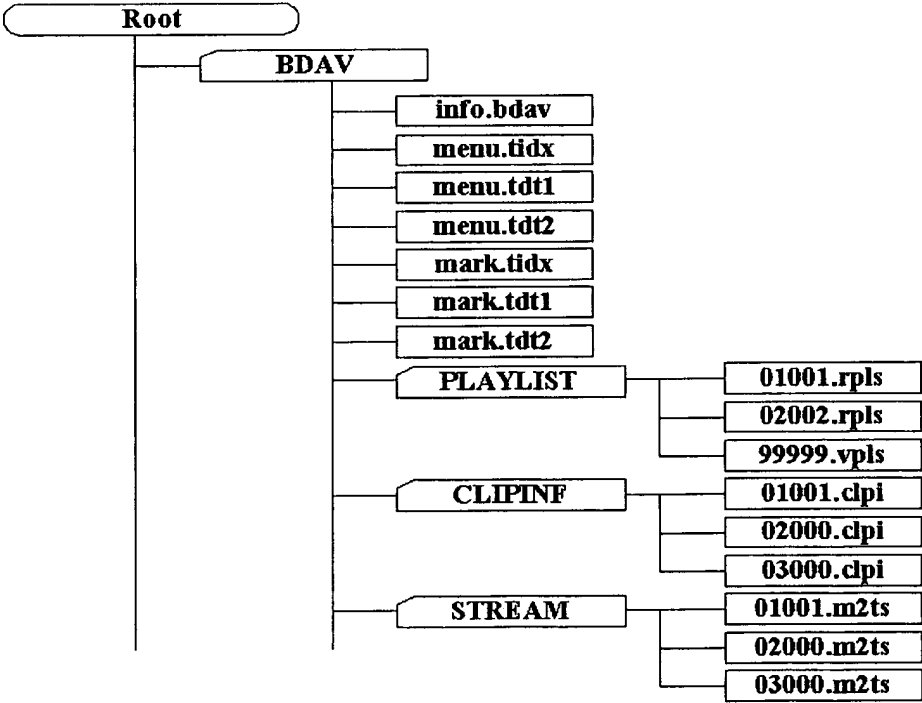 Root
BDAV
info.bdav
menu.tidx
menu.tdt1
menu.tdt2
mark.tidx
mark.tdt1
mark.tdt2
PLAYLIST
01001.rpls
02002.rpls
99999.vpls
CLIPINF
01001.clpi
02000.clpi
03000.clpi
STREAM
01001.m2ts
02000.m2ts
03000.m2ts